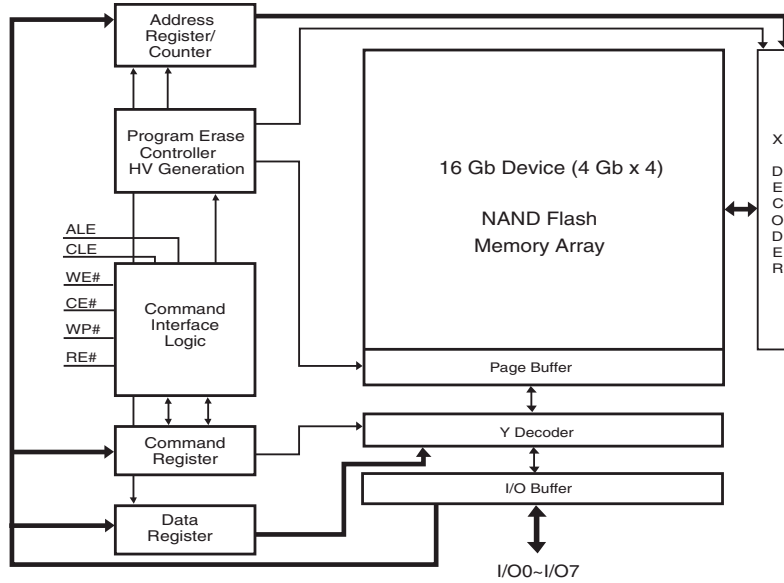 Address
Register/
Counter
Program Erase
Controller
HV Generation
16 Gb Device (4 Gb x 4)
NAND Flash
Memory Array
X
D
E
C
O
D
E
R
ALE
CLE
WE#
CE#
WP#
RE#
Command
Interface
Logic
Page Buffer
Command
Register
Y Decoder
I/O Buffer
Data
Register
I/O0~I/O7